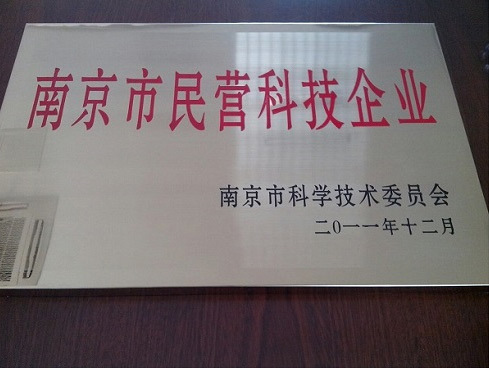 南京市民营科技企业
南京市科学技术委员会
二0一一年十二月